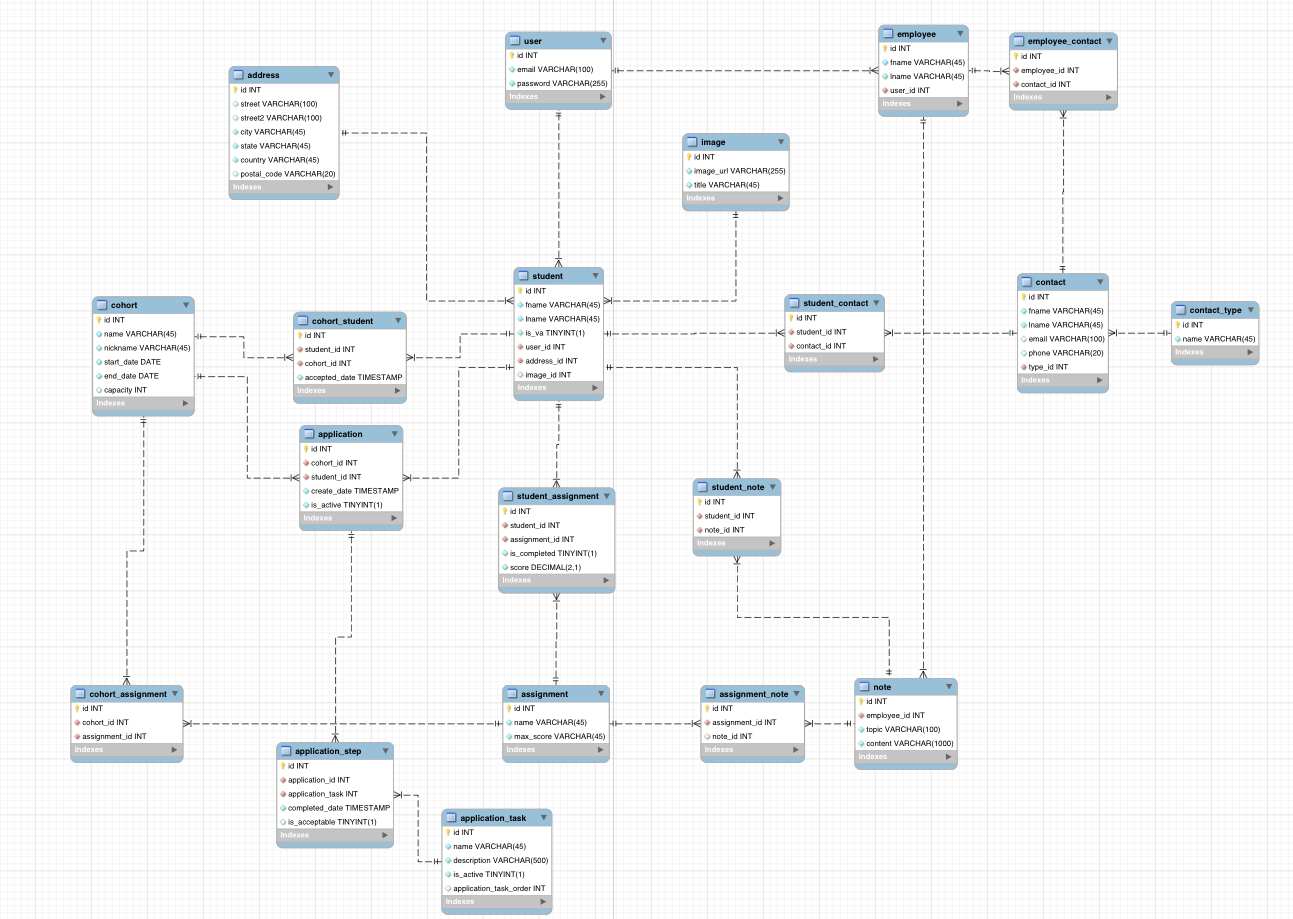 user
id INT
email VARCHAR(100)
password VARCHAR(255)
Indexes
employee
id INT
fname VARCHAR(45)
lname VARCHAR(45)
user_id INT
Indexes
employee_contact
id INT
employee_id INT
contact_id INT
Indexes
address
id INT
street VARCHAR(100)
street2 VARCHAR(100)
city VARCHAR(45)
state VARCHAR(45)
country VARCHAR(45)
postal_code VARCHAR(20)
Indexes
image
id INT
image_url VARCHAR(255)
title VARCHAR(45)
Indexes
cohort
id INT
name VARCHAR(45)
nickname VARCHAR(45)
start_date DATE
end_date DATE
capacity INT
Indexes
cohort_student
id INT
student_id INT
cohort_id INT
accepted_date TIMESTAMP
Indexes
student
id INT
fname VARCHAR(45)
lname VARCHAR(45)
is_va TINYINT(1)
user_id INT
address_id INT
image_id INT
Indexes
student_contact
id INT
student_id INT
contact_id INT
Indexes
contact
id INT
fname VARCHAR(45)
lname VARCHAR(45)
email VARCHAR(100)
phone VARCHAR(20)
type_id INT
Indexes
contact_type
id INT
name VARCHAR(45)
Indexes
application
id INT
cohort_id INT
student_id INT
create_date TIMESTAMP
is_active TINYINT(1)
Indexes
student_assignment
id INT
student_id INT
assignment_id INT
is_completed TINYINT(1)
score DECIMAL(2,1)
Indexes
student_note
id INT
student_id INT
note_id INT
Indexes
cohort_assignment
id INT
cohort_id INT
assignment_id INT
Indexes
assignment
id INT
name VARCHAR(45)
max_score VARCHAR(45)
Indexes
assignment_note
id INT
assignment_id INT
note_id INT
Indexes
note
id INT
employee_id INT
topic VARCHAR(100)
content VARCHAR(1000)
Indexes
application_step
id INT
application_id INT
application_task INT
completed_date TIMESTAMP
is_acceptable TINYINT(1)
Indexes
application_task
id INT
name VARCHAR(45)
description VARCHAR(500)
is_active TINYINT(1)
application_task_order INT
Indexes